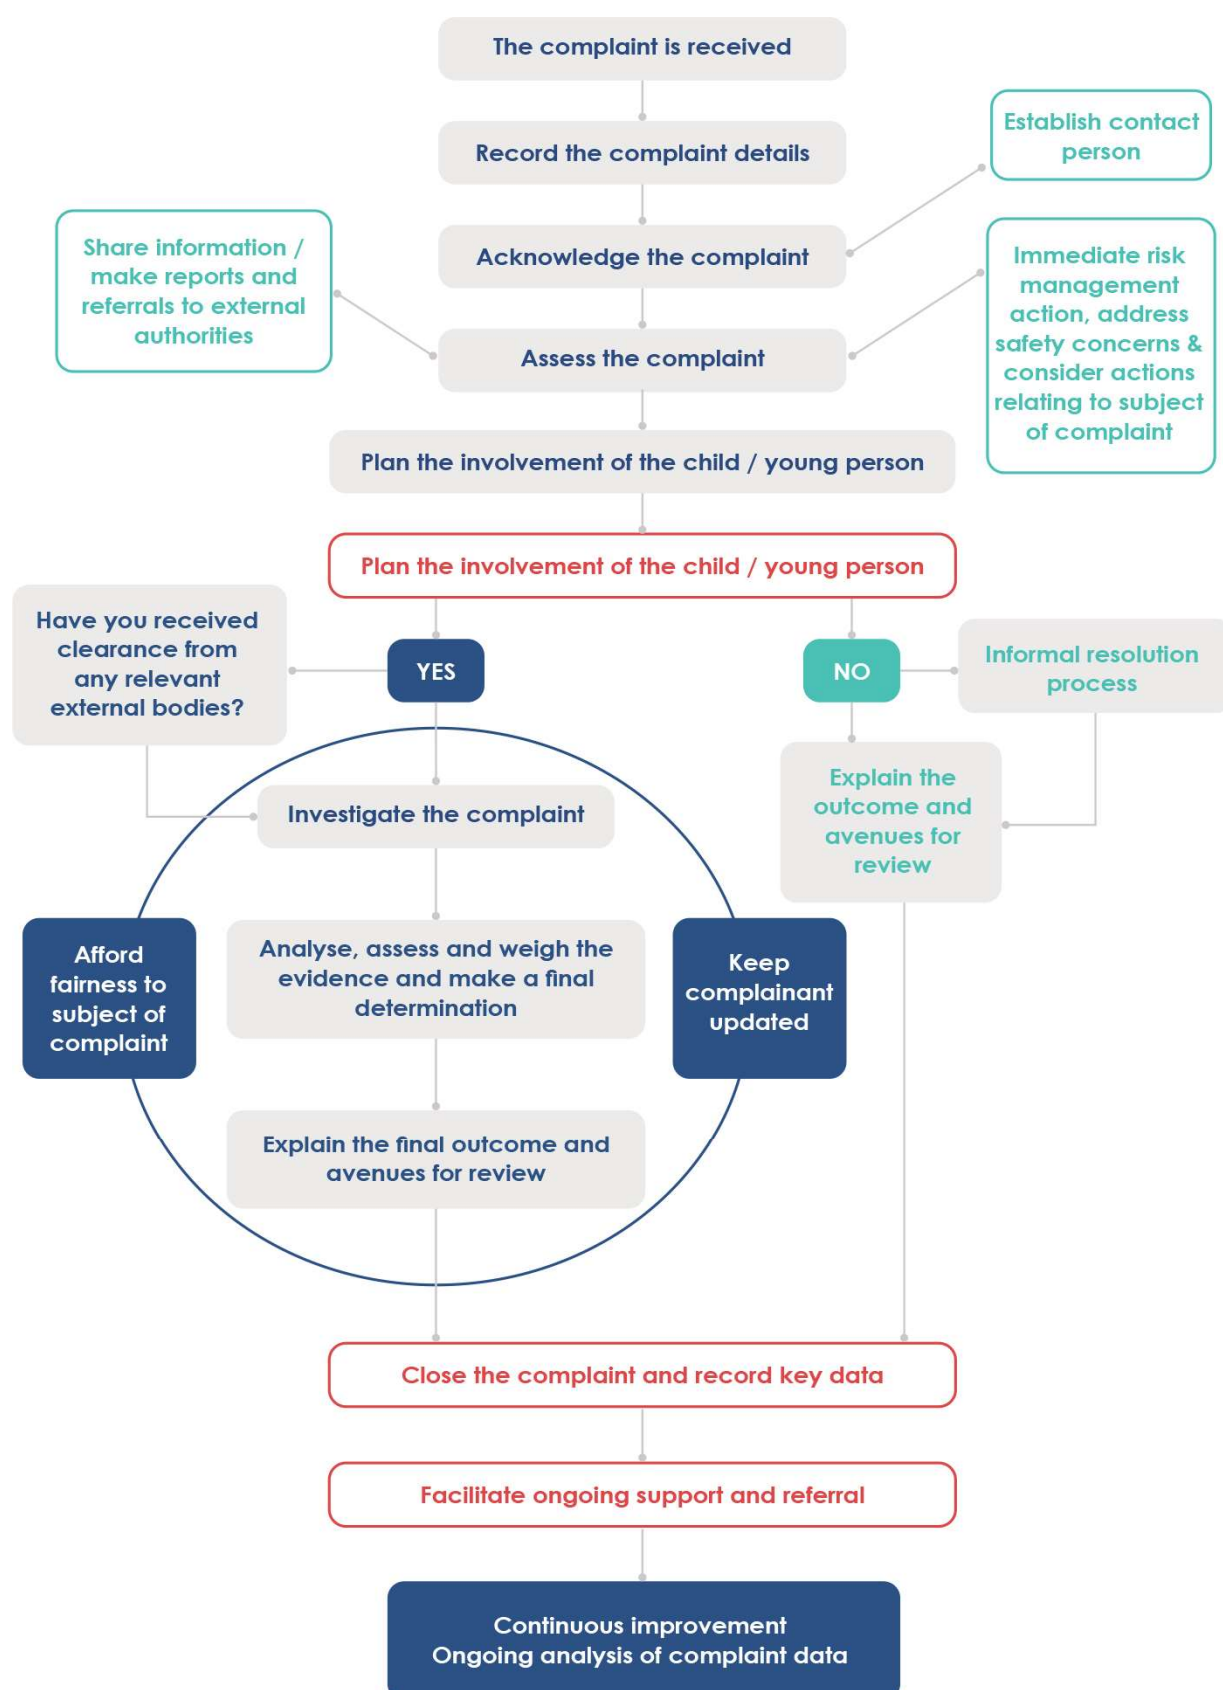 The complaint is received
Record the complaint details
Establish contact
person
Acknowledge the complaint
Share information /
make reports and
referrals to external
authorities
Immediate risk
management
action, address
safety concerns &
consider actions
relating to subject
of complaint
Assess the complaint
Plan the involvement of the child / young person
Plan the involvement of the child / young person
Have you received
clearance from
any relevant
external bodies?
YES
NO
Informal resolution
process
Investigate the complaint
Explain the
outcome and
avenues for
review
Afford
fairness to
subject of
complaint
Analyse, assess and weigh the
evidence and make a final
determination
Keep
complainant
updated
Explain the final outcome and
avenues for review
Close the complaint and record key data
Facilitate ongoing support and referral
Continuous improvement
Ongoing analysis of complaint data